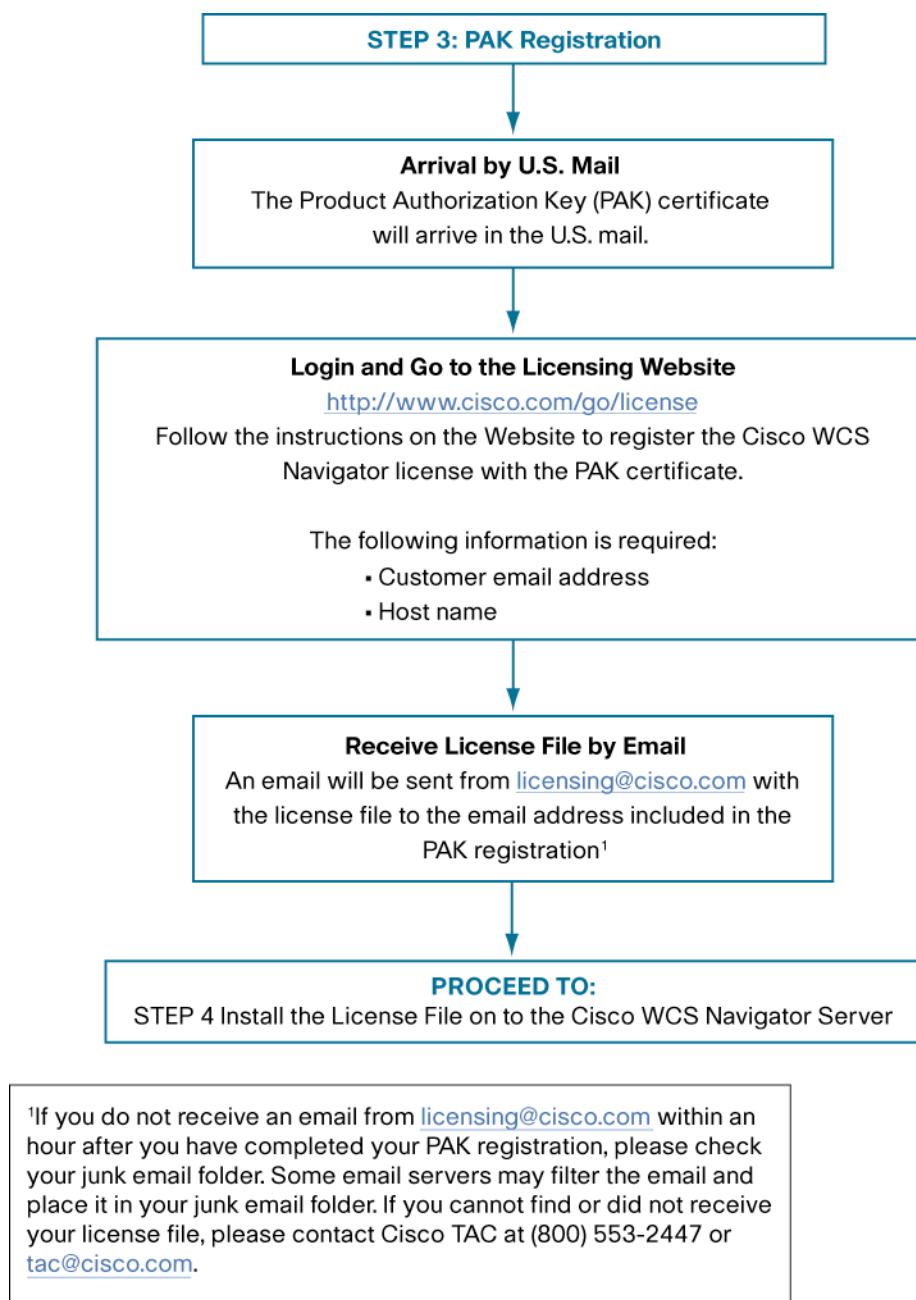 STEP 3: PAK Registration
Arrival by U.S. Mail
The Product Authorization Key (PAK) certificate
will arrive in the U.S. mail.
Login and Go to the Licensing Website
http://www.cisco.com/go/license
Follow the instructions on the Website to register the Cisco WCS
Navigator license with the PAK certificate.
The following information is required:
▪ Customer email address
▪ Host name
Receive License File by Email
An email will be sent from licensing@cisco.com with
the license file to the email address included in the
PAK registration¹
PROCEED TO:
STEP 4 Install the License File on to the Cisco WCS Navigator Server
¹If you do not receive an email from licensing@cisco.com within an
hour after you have completed your PAK registration, please check
your junk email folder. Some email servers may filter the email and
place it in your junk email folder. If you cannot find or did not receive
your license file, please contact Cisco TAC at (800) 553-2447 or
tac@cisco.com.